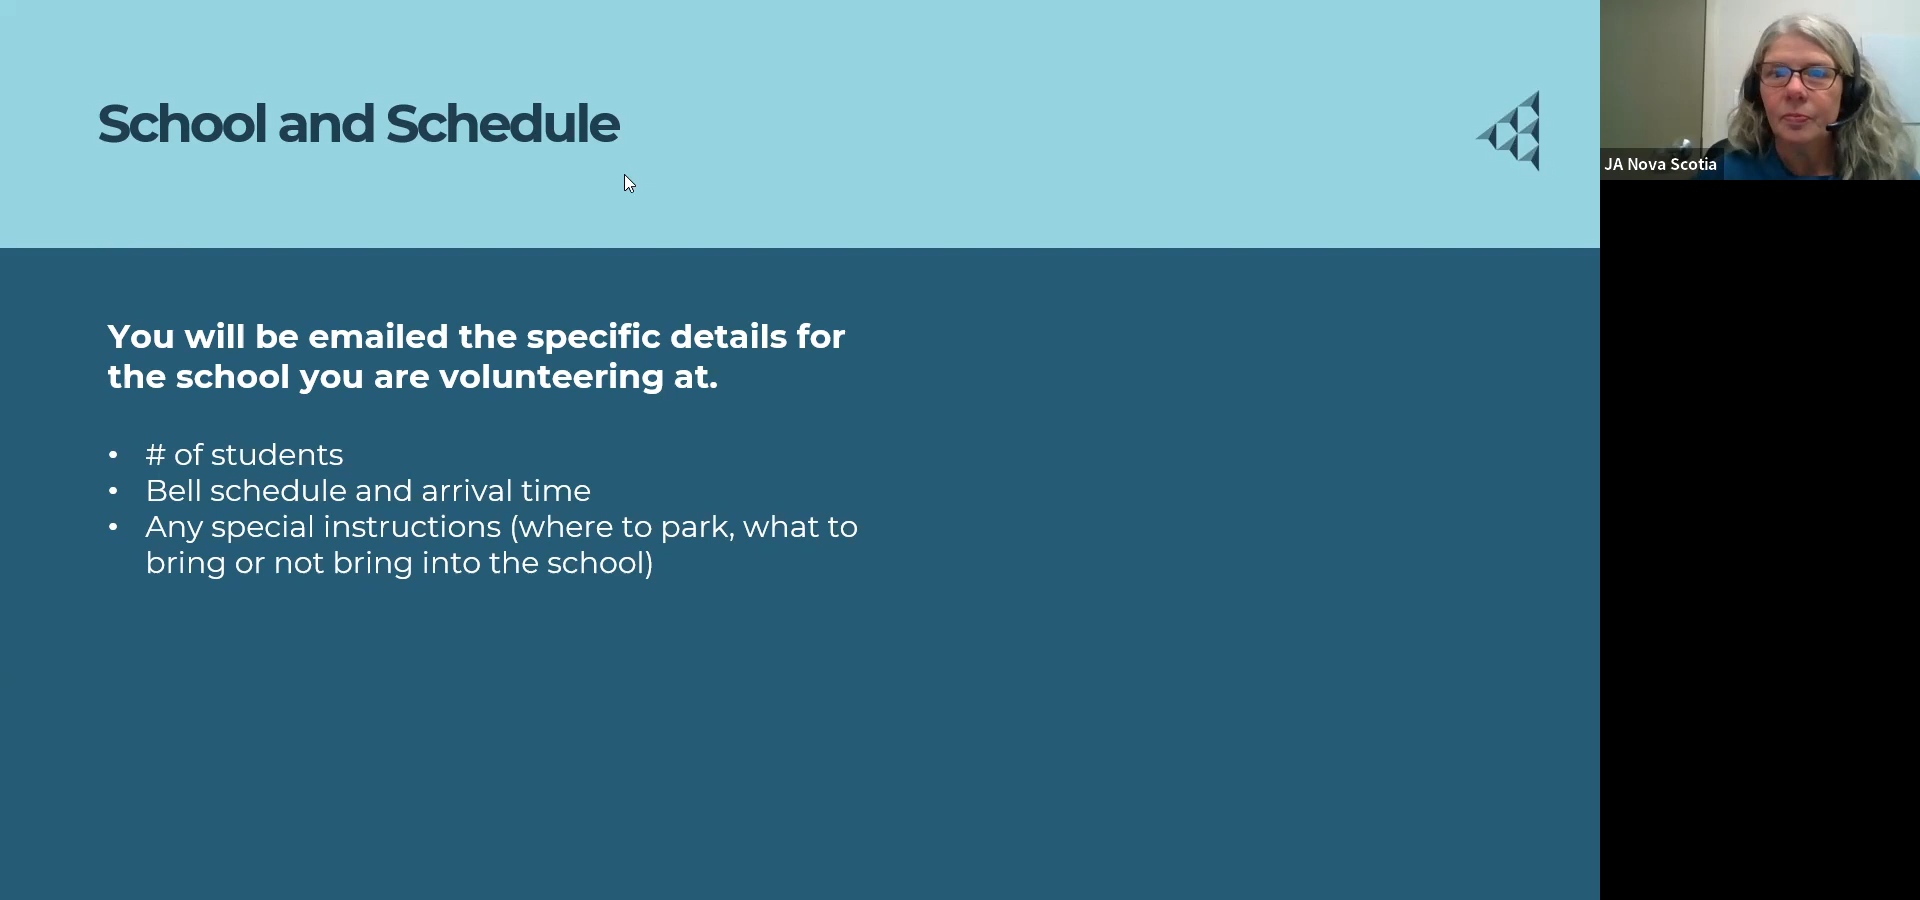 School and Schedule
JA Nova Scotia
You will be emailed the specific details for
the school you are volunteering at.
• # of students
• Bell schedule and arrival time
• Any special instructions (where to park, what to
bring or not bring into the school)